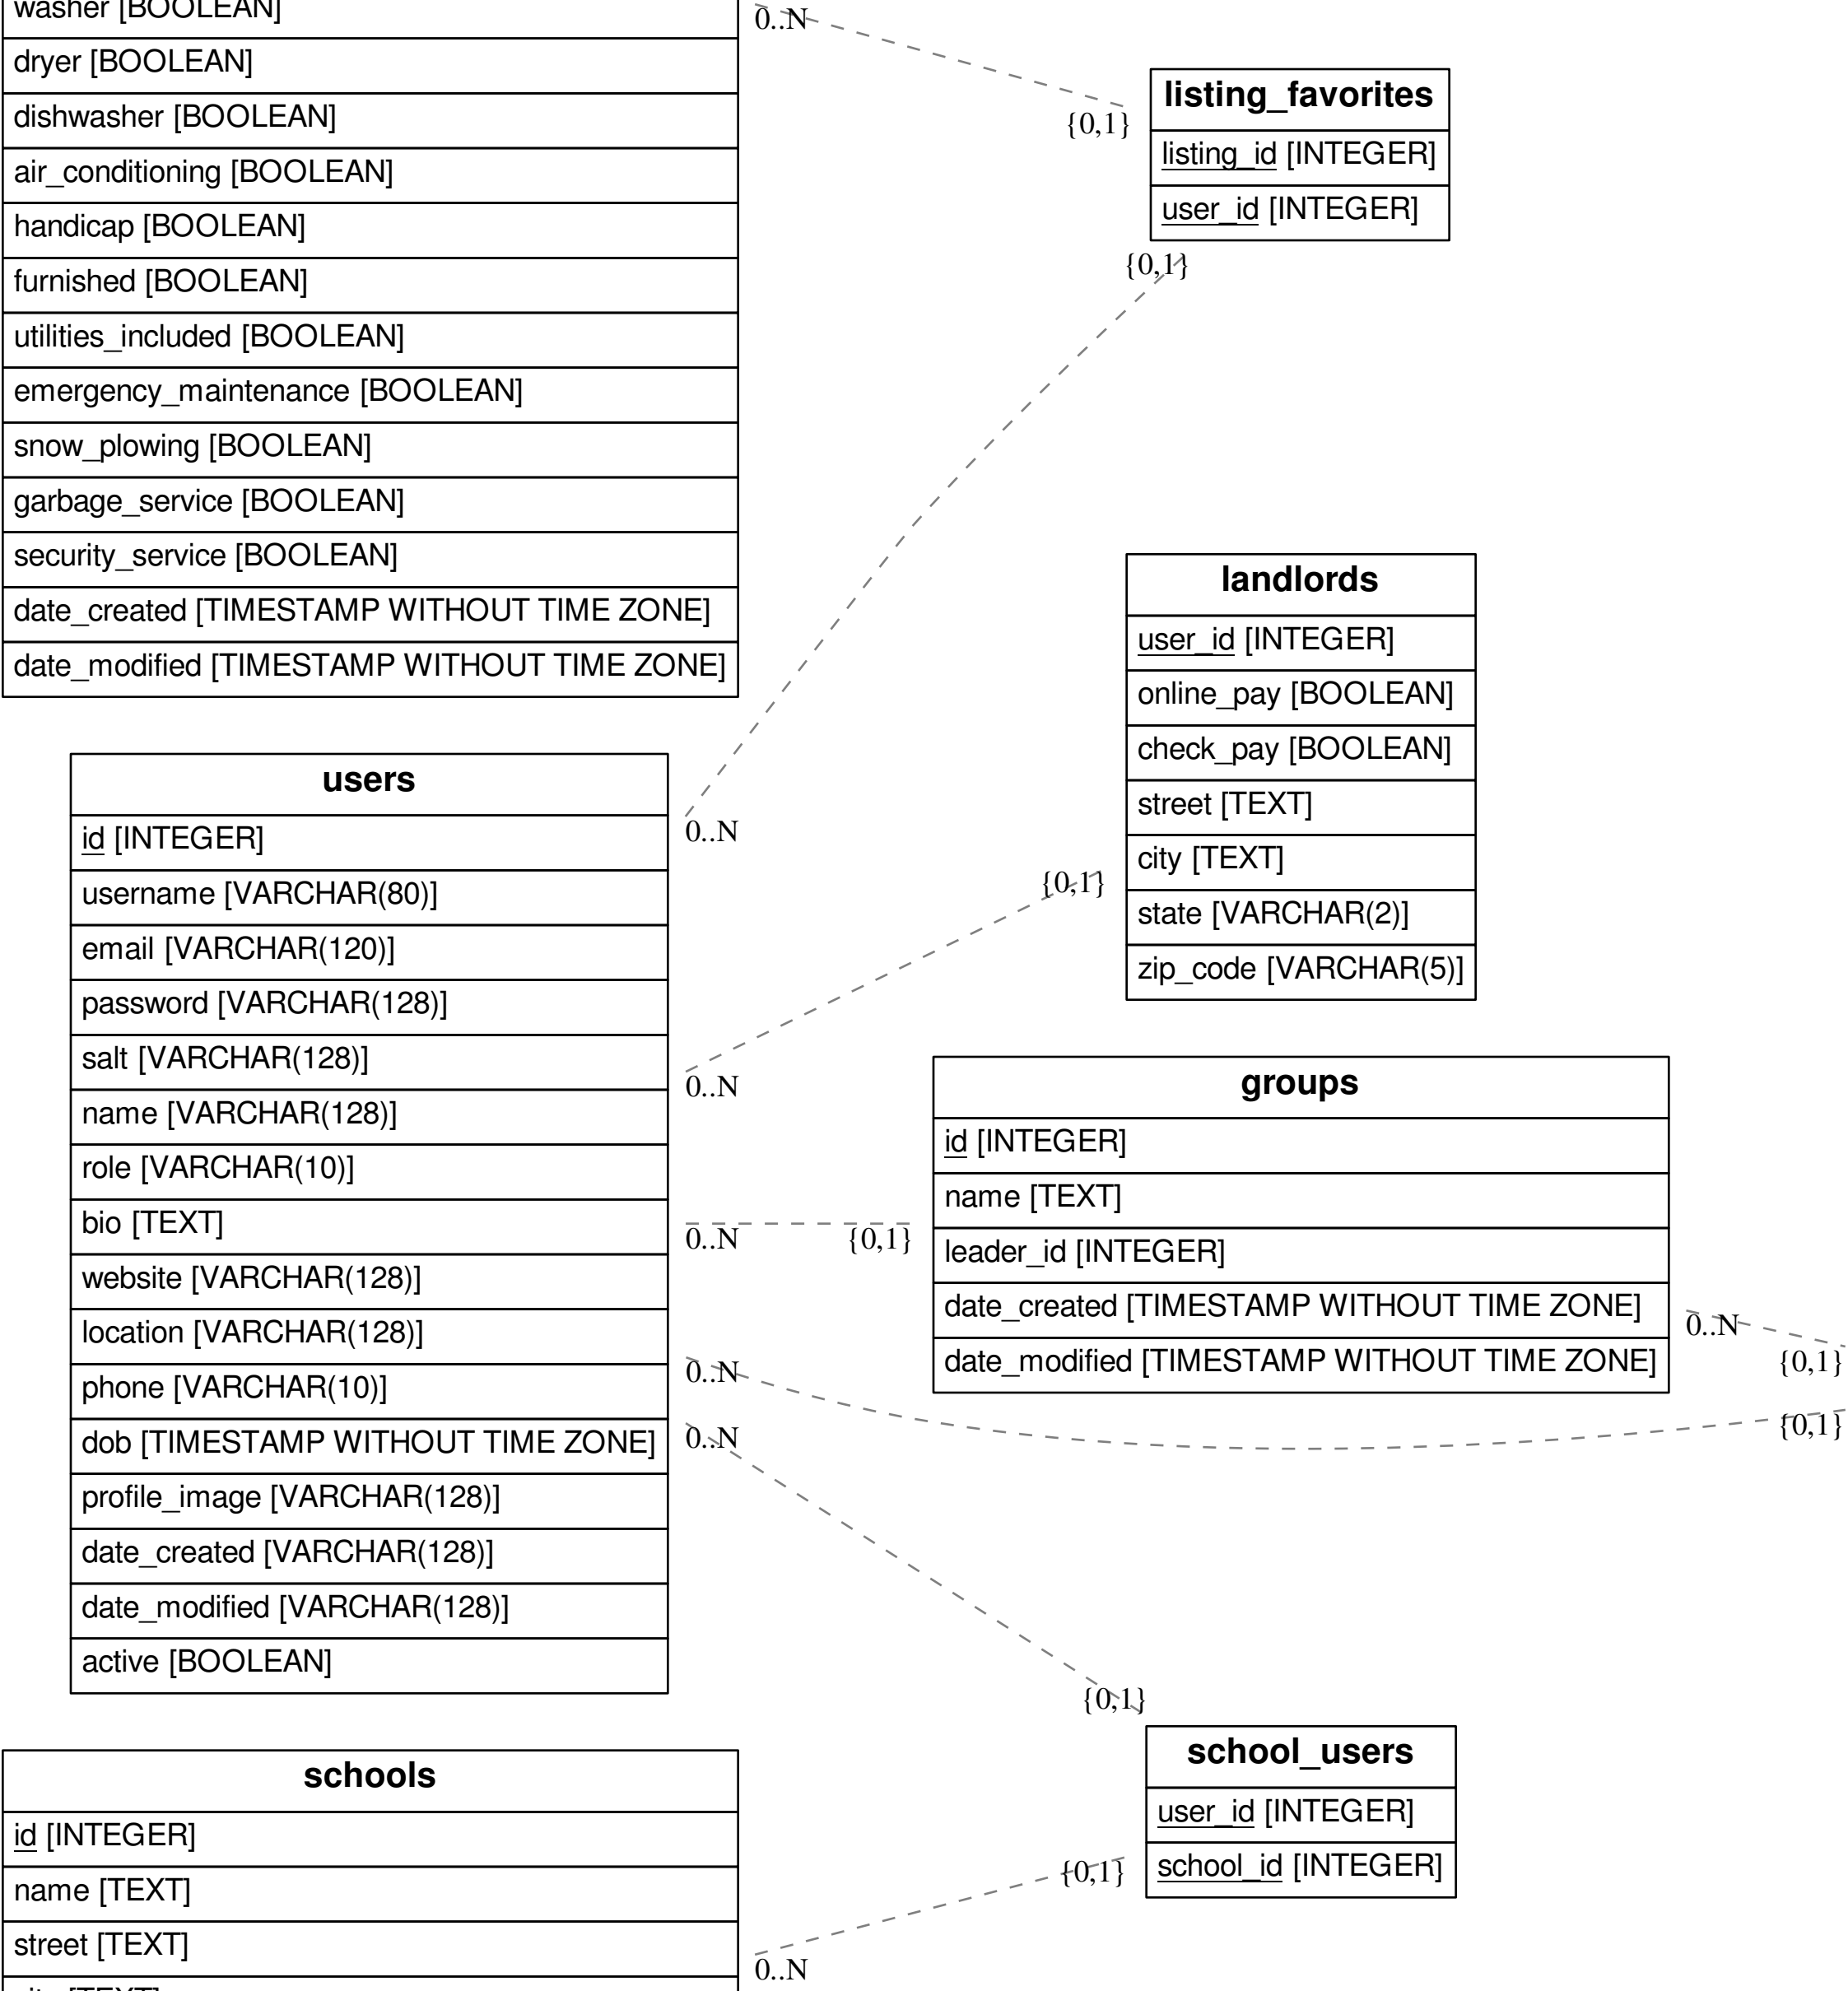 washer [BOOLEAN]
dryer [BOOLEAN]
dishwasher [BOOLEAN]
air_conditioning [BOOLEAN]
handicap [BOOLEAN]
furnished [BOOLEAN]
utilities_included [BOOLEAN]
emergency_maintenance [BOOLEAN]
snow_plowing [BOOLEAN]
garbage_service [BOOLEAN]
security_service [BOOLEAN]
date_created [TIMESTAMP WITHOUT TIME ZONE]
date_modified [TIMESTAMP WITHOUT TIME ZONE]
0..N
{0,1}
listing_favorites
listing_id [INTEGER]
user_id [INTEGER]
{0,1}
0..N
landlords
user_id [INTEGER]
online_pay [BOOLEAN]
check_pay [BOOLEAN]
street [TEXT]
city [TEXT]
state [VARCHAR(2)]
zip_code [VARCHAR(5)]
{0,1}
0..N
users
id [INTEGER]
username [VARCHAR(80)]
email [VARCHAR(120)]
password [VARCHAR(128)]
salt [VARCHAR(128)]
name [VARCHAR(128)]
role [VARCHAR(10)]
bio [TEXT]
website [VARCHAR(128)]
location [VARCHAR(128)]
phone [VARCHAR(10)]
dob [TIMESTAMP WITHOUT TIME ZONE]
profile_image [VARCHAR(128)]
date_created [VARCHAR(128)]
date_modified [VARCHAR(128)]
active [BOOLEAN]
0..N
{0,1}
groups
id [INTEGER]
name [TEXT]
leader_id [INTEGER]
date_created [TIMESTAMP WITHOUT TIME ZONE]
date_modified [TIMESTAMP WITHOUT TIME ZONE]
0..N
{0,1}
0..N
{0,1}
0..N
{0,1}
school_users
user_id [INTEGER]
school_id [INTEGER]
{0,1}
0..N
schools
id [INTEGER]
name [TEXT]
street [TEXT]